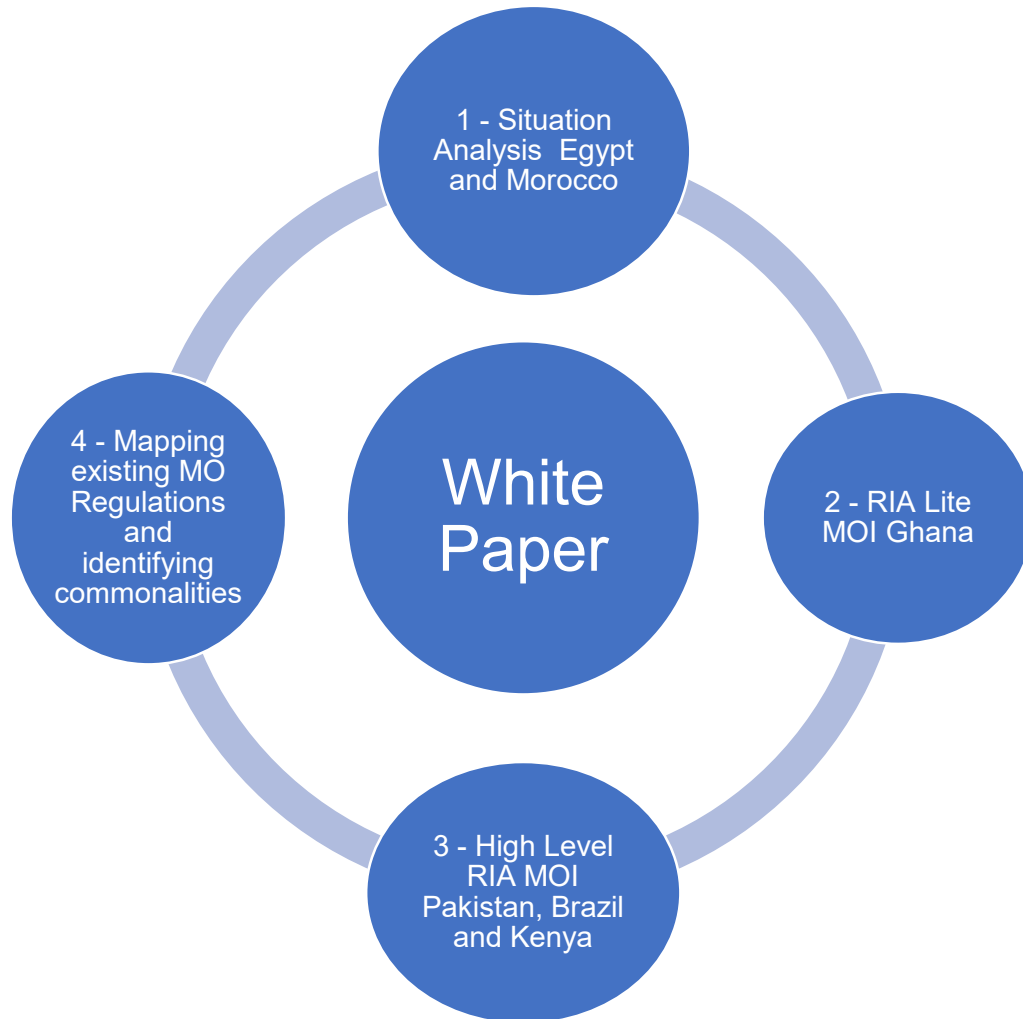 1 - Situation
Analysis  Egypt
and Morocco
2 - RIA Lite
MOI Ghana
3 - High Level
RIA MOI
Pakistan, Brazil
and Kenya
4 - Mapping
existing MO
Regulations
and
identifying
commonalities
White
Paper